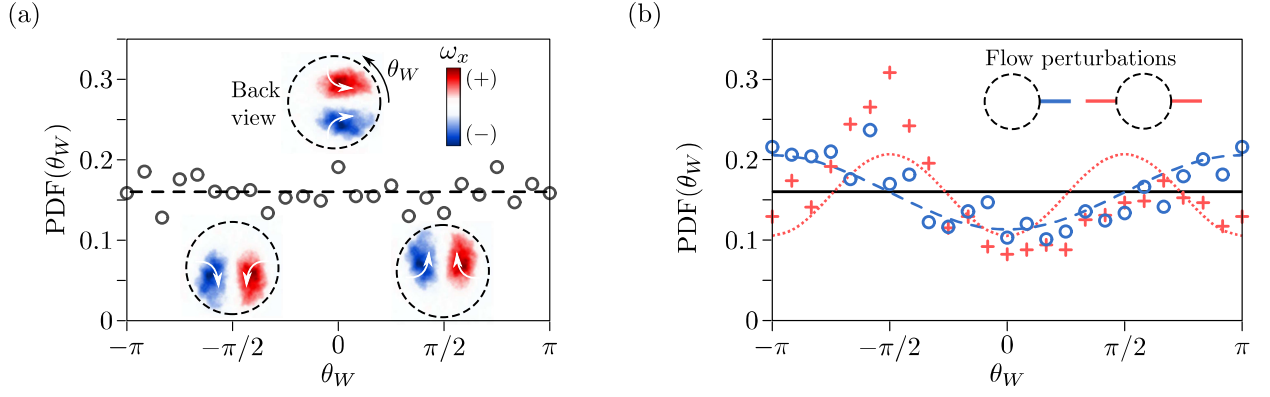 (a)
PDF(θ_W)
0.3
0.2
0.1
0
−π
−π/2
0
π/2
π
θ_W
Back
view
θ_W
ω_x
(+)
(−)
(b)
PDF(θ_W)
0.3
0.2
0.1
0
−π
−π/2
0
π/2
π
θ_W
Flow perturbations